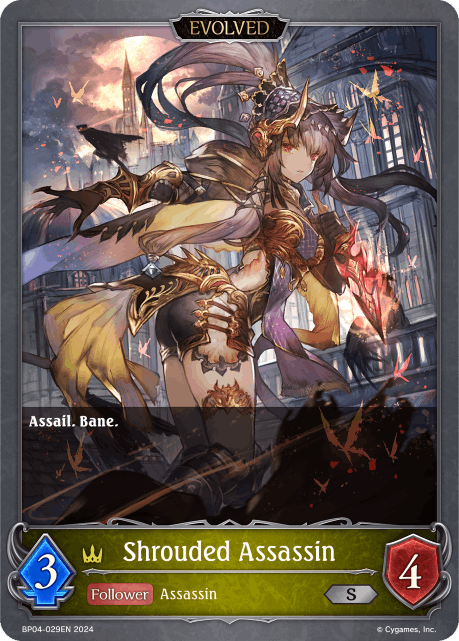 EVOLVED
Assail. Bane.
Shrouded Assassin
3
Follower Assassin
S
4
BP04-029EN 2024
© Cygames, Inc.